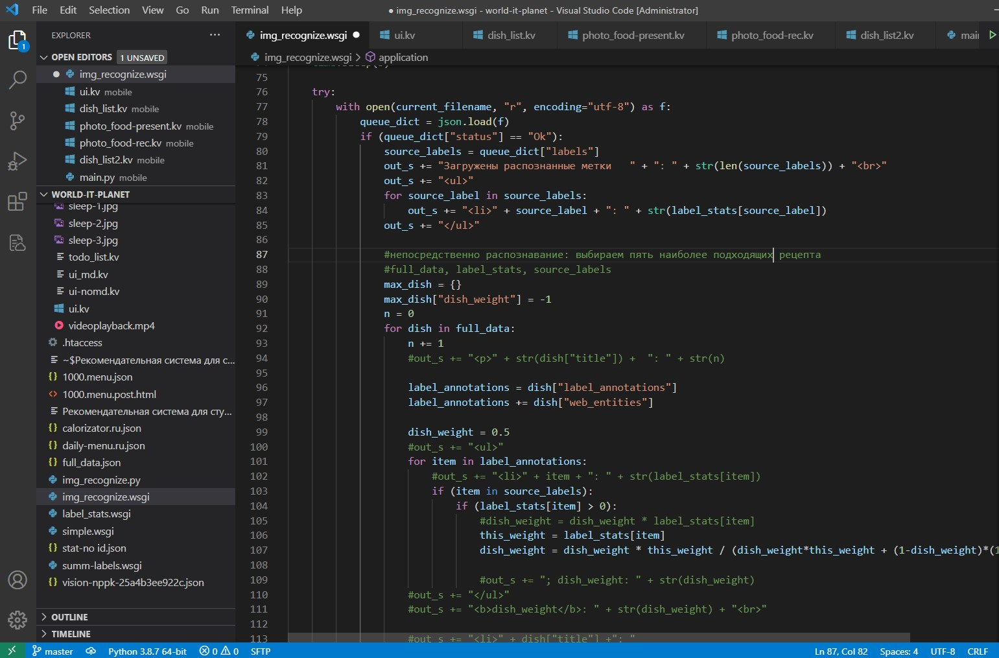 File Edit Selection View Go Run Terminal Help
● img_recognize.wsgi - world-it-planet - Visual Studio Code [Administrator]
EXPLORER
OPEN EDITORS 1 UNSAVED
img_recognize.wsgi
ui.kv mobile
dish_list.kv mobile
photo_food-present.kv mobile
photo_food-rec.kv mobile
dish_list2.kv mobile
main.py mobile
WORLD-IT-PLANET
sleep-1.jpg
sleep-2.jpg
sleep-3.jpg
todo_list.kv
ui_md.kv
ui-nomd.kv
ui.kv
videoplayback.mp4
.htaccess
~$Рекомендательная система для с...
1000.menu.json
1000.menu.post.html
Рекомендательная система для сту...
calorizator.ru.json
daily-menu.ru.json
full_data.json
img_recognize.py
img_recognize.wsgi
label_stats.wsgi
simple.wsgi
stat-no id.json
summ-labels.wsgi
vision-nppk-25a4b3ee922c.json
OUTLINE
TIMELINE
1
img_recognize.wsgi ui.kv dish_list.kv photo_food-present.kv photo_food-rec.kv dish_list2.kv mai
img_recognize.wsgi > application
75
76 try:
77 with open(current_filename, "r", encoding="utf-8") as f:
78 queue_dict = json.load(f)
79 if (queue_dict["status"] == "Ok"):
80 source_labels = queue_dict["labels"]
81 out_s += "Загружены распознанные метки   " + ": " + str(len(source_labels)) + "<br>"
82 out_s += "<ul>"
83 for source_label in source_labels:
84 out_s += "<li>" + source_label + ": " + str(label_stats[source_label])
85 out_s += "</ul>"
86
87 #непосредственно распознавание: выбираем пять наиболее подходящих рецепта
88 #full_data, label_stats, source_labels
89 max_dish = {}
90 max_dish["dish_weight"] = -1
91 n = 0
92 for dish in full_data:
93 n += 1
94 #out_s += "<p>" + str(dish["title"]) +  ": " + str(n)
95
96 label_annotations = dish["label_annotations"]
97 label_annotations += dish["web_entities"]
98
99 dish_weight = 0.5
100 #out_s += "<ul>"
101 for item in label_annotations:
102 #out_s += "<li>" + item + ": " + str(label_stats[item])
103 if (item in source_labels):
104 if (label_stats[item] > 0):
105 #dish_weight = dish_weight * label_stats[item]
106 this_weight = label_stats[item]
107 dish_weight = dish_weight * this_weight / (dish_weight*this_weight + (1-dish_weight)*(1
108
109 #out_s += "; dish_weight: " + str(dish_weight)
110 #out_s += "</ul>"
111 #out_s += "<b>dish_weight</b>: " + str(dish_weight) + "<br>"
112
113 #out_s += "<li>" + dish["title"] +": "
master Python 3.8.7 64-bit 0 0 SFTP Ln 87, Col 82 Spaces: 4 UTF-8 CRLF